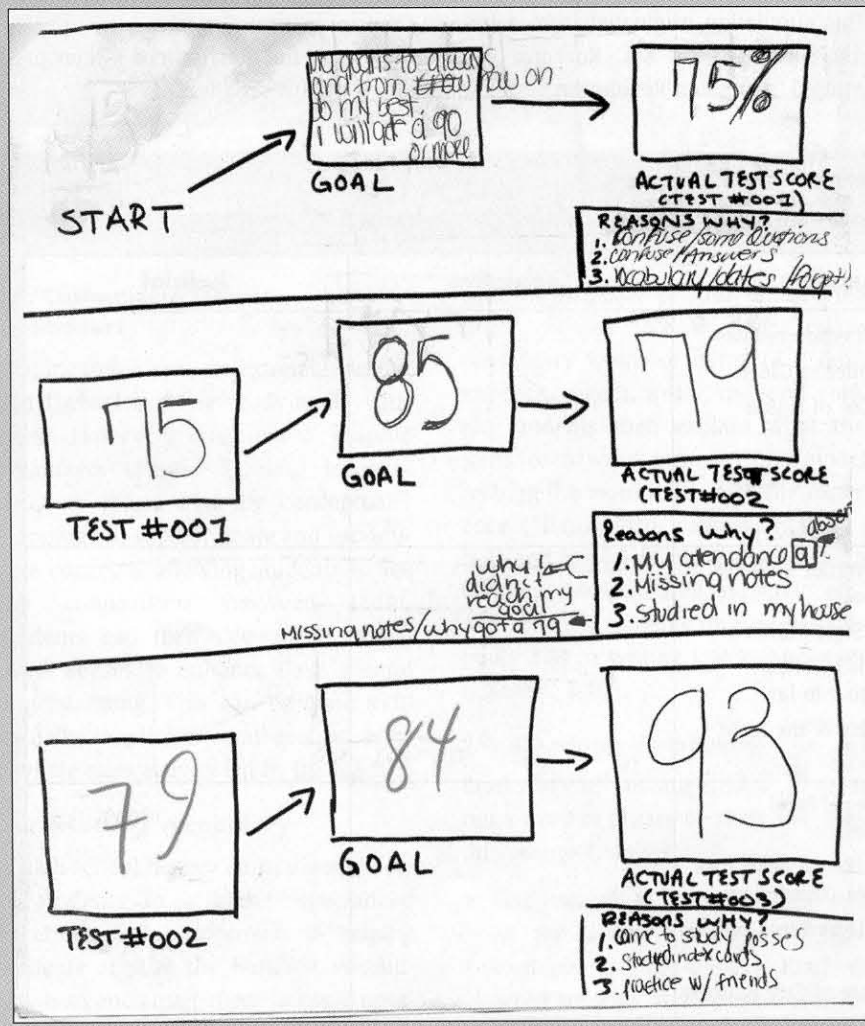 goal is to always
and from now on
do my best.
I will get a 90
or more
75%
START
GOAL
ACTUAL TEST SCORE
(TEST #001)
REASONS WHY?
1. Confuse/some Questions
2. confuse/Answers
3. Vocabulary/dates
75
85
79
TEST #001
GOAL
ACTUAL TEST SCORE
(TEST #002
absent
Reasons Why?
1. My atendance a
2. Missing notes
3. Studied in my house
what
didn't
reach my
goal
Missing notes/why got a 79
79
84
93
TEST #002
GOAL
ACTUAL TEST SCORE
(TEST #003)
REASONS WHY?
1. came to study posses
2. Studied index cards
3. practice w/ friends